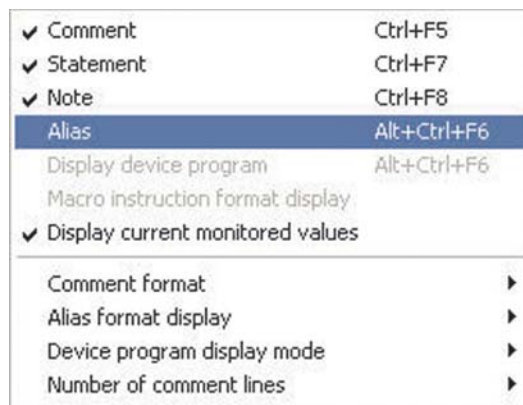 Comment Ctrl+F5
Statement Ctrl+F7
Note Ctrl+F8
Alias Alt+Ctrl+F6
Display device program Alt+Ctrl+F6
Macro instruction format display
Display current monitored values
Comment format
Alias format display
Device program display mode
Number of comment lines